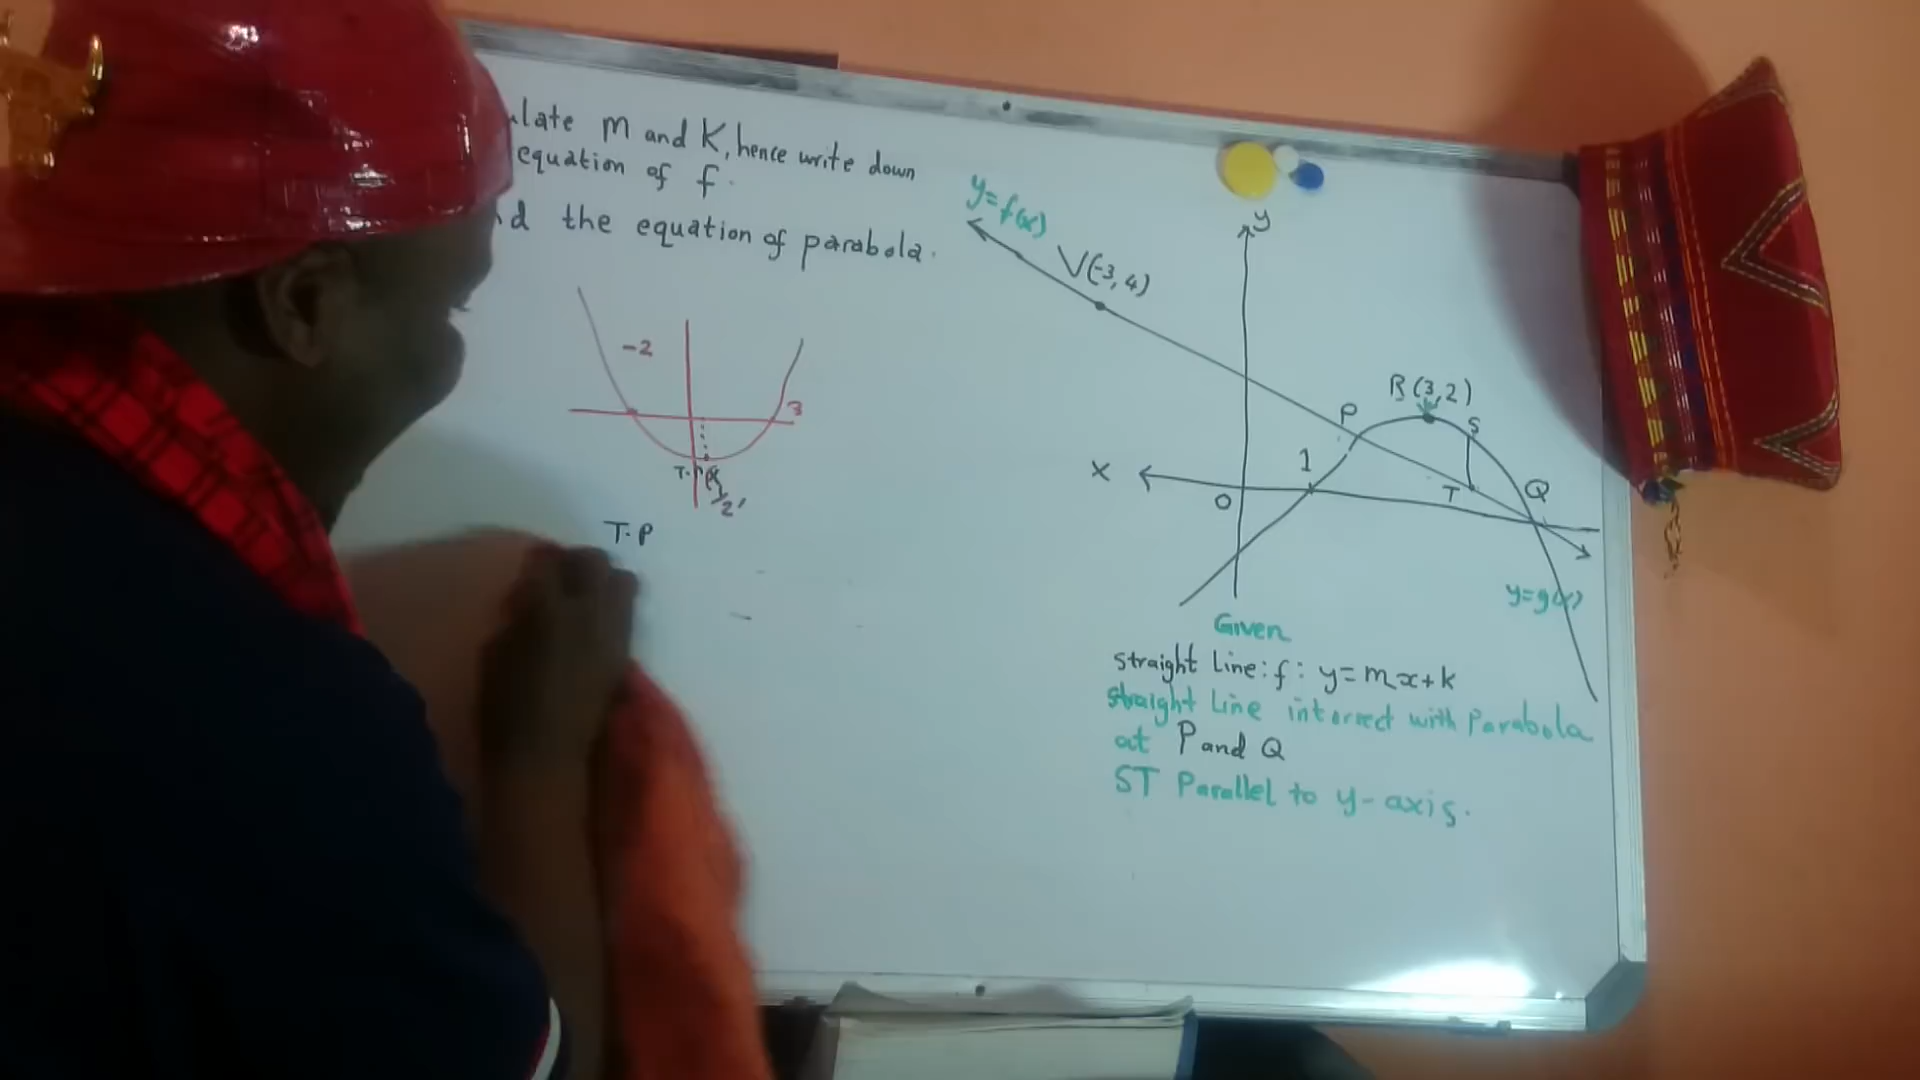 m and K, hence write down
equation of f.
the equation of parabola.
-2
3
T.P
y=f(x)
V(-3,4)
y
R(3,2)
P
S
1
X
O
T
Q
y=g(x)
Given
Straight Line: f: y=mx+k
Straight Line intersect with Parabola
at P and Q
ST Parallel to y-axis.